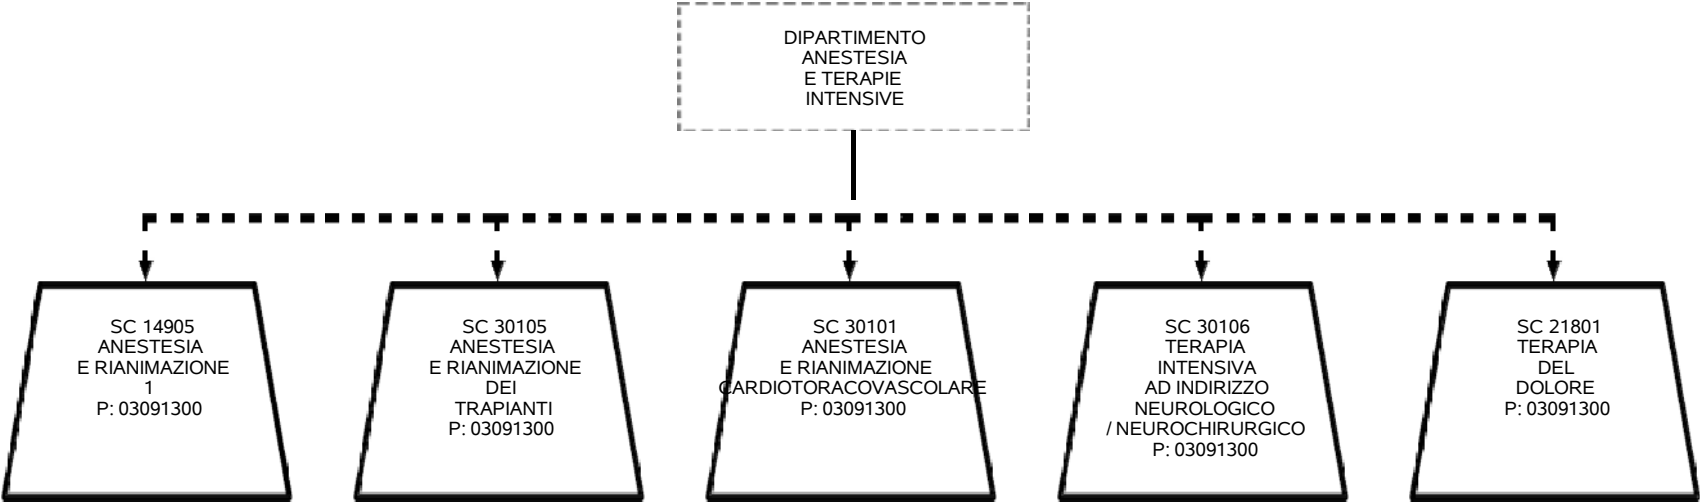 DIPARTIMENTO
ANESTESIA
E TERAPIE
INTENSIVE
SC 14905
ANESTESIA
E RIANIMAZIONE
1
P: 03091300
SC 30105
ANESTESIA
E RIANIMAZIONE
DEI
TRAPIANTI
P: 03091300
SC 30101
ANESTESIA
E RIANIMAZIONE
CARDIOTORACOVASCOLARE
P: 03091300
SC 30106
TERAPIA
INTENSIVA
AD INDIRIZZO
NEUROLOGICO
/ NEUROCHIRURGICO
P: 03091300
SC 21801
TERAPIA
DEL
DOLORE
P: 03091300